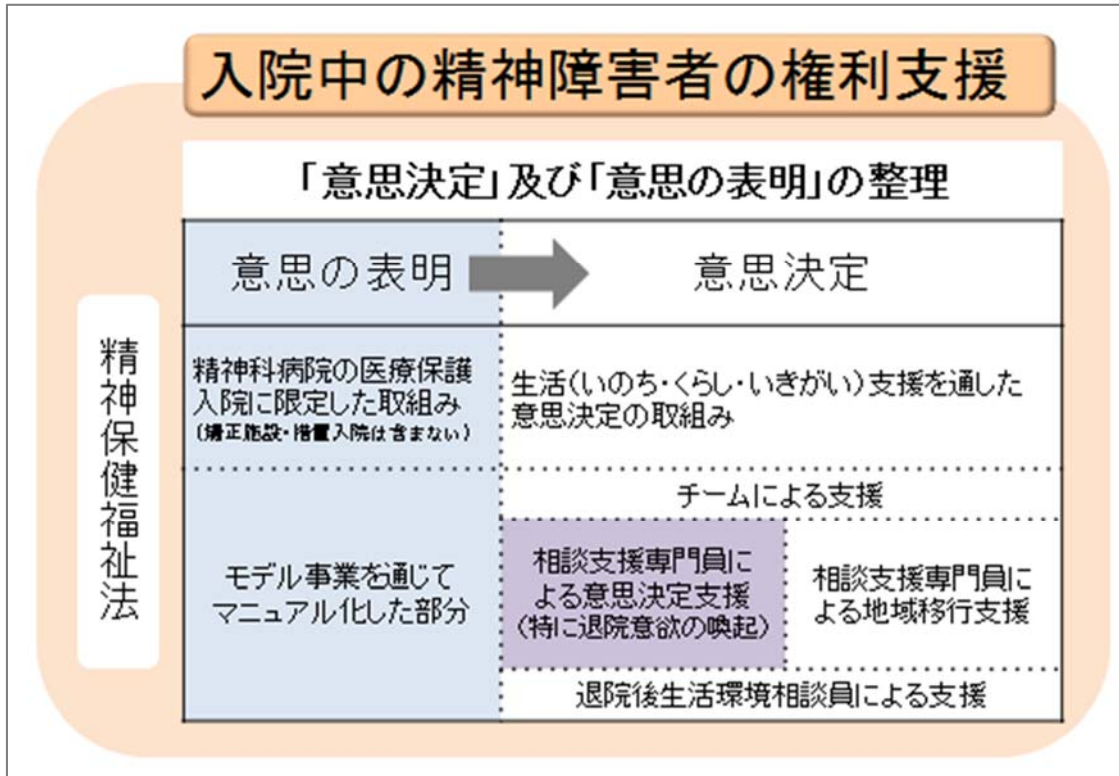 入院中の精神障害者の権利支援
「意思決定」及び「意思の表明」の整理
意思の表明
意思決定
精神保健福祉法
精神科病院の医療保護
入院に限定した取組み
（矯正施設・措置入院は含まない）
生活(いのち・くらし・いきがい)支援を通した
意思決定の取組み
チームによる支援
モデル事業を通じて
マニュアル化した部分
相談支援専門員に
よる意思決定支援
(特に退院意欲の喚起)
相談支援専門員に
よる地域移行支援
退院後生活環境相談員による支援